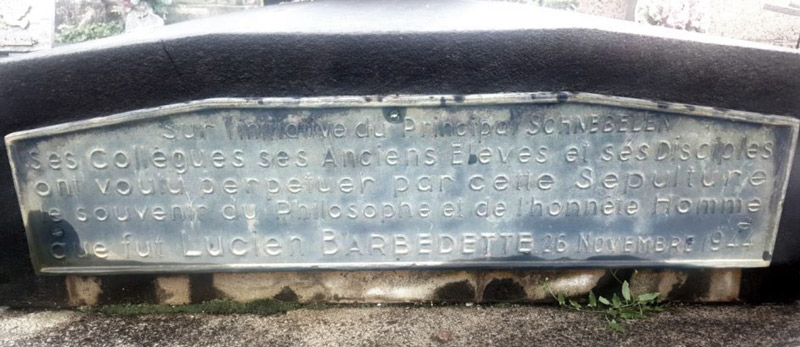 Sur l'initiative du Principal SCHNEBELEN
Ses Collègues ses Anciens Elèves et ses Disciples
ont voulu perpétuer par cette Sépulture
le souvenir du Philosophe et de l'honnête Homme
que fut Lucien BARBEDETTE 26 NOVEMBRE 1944